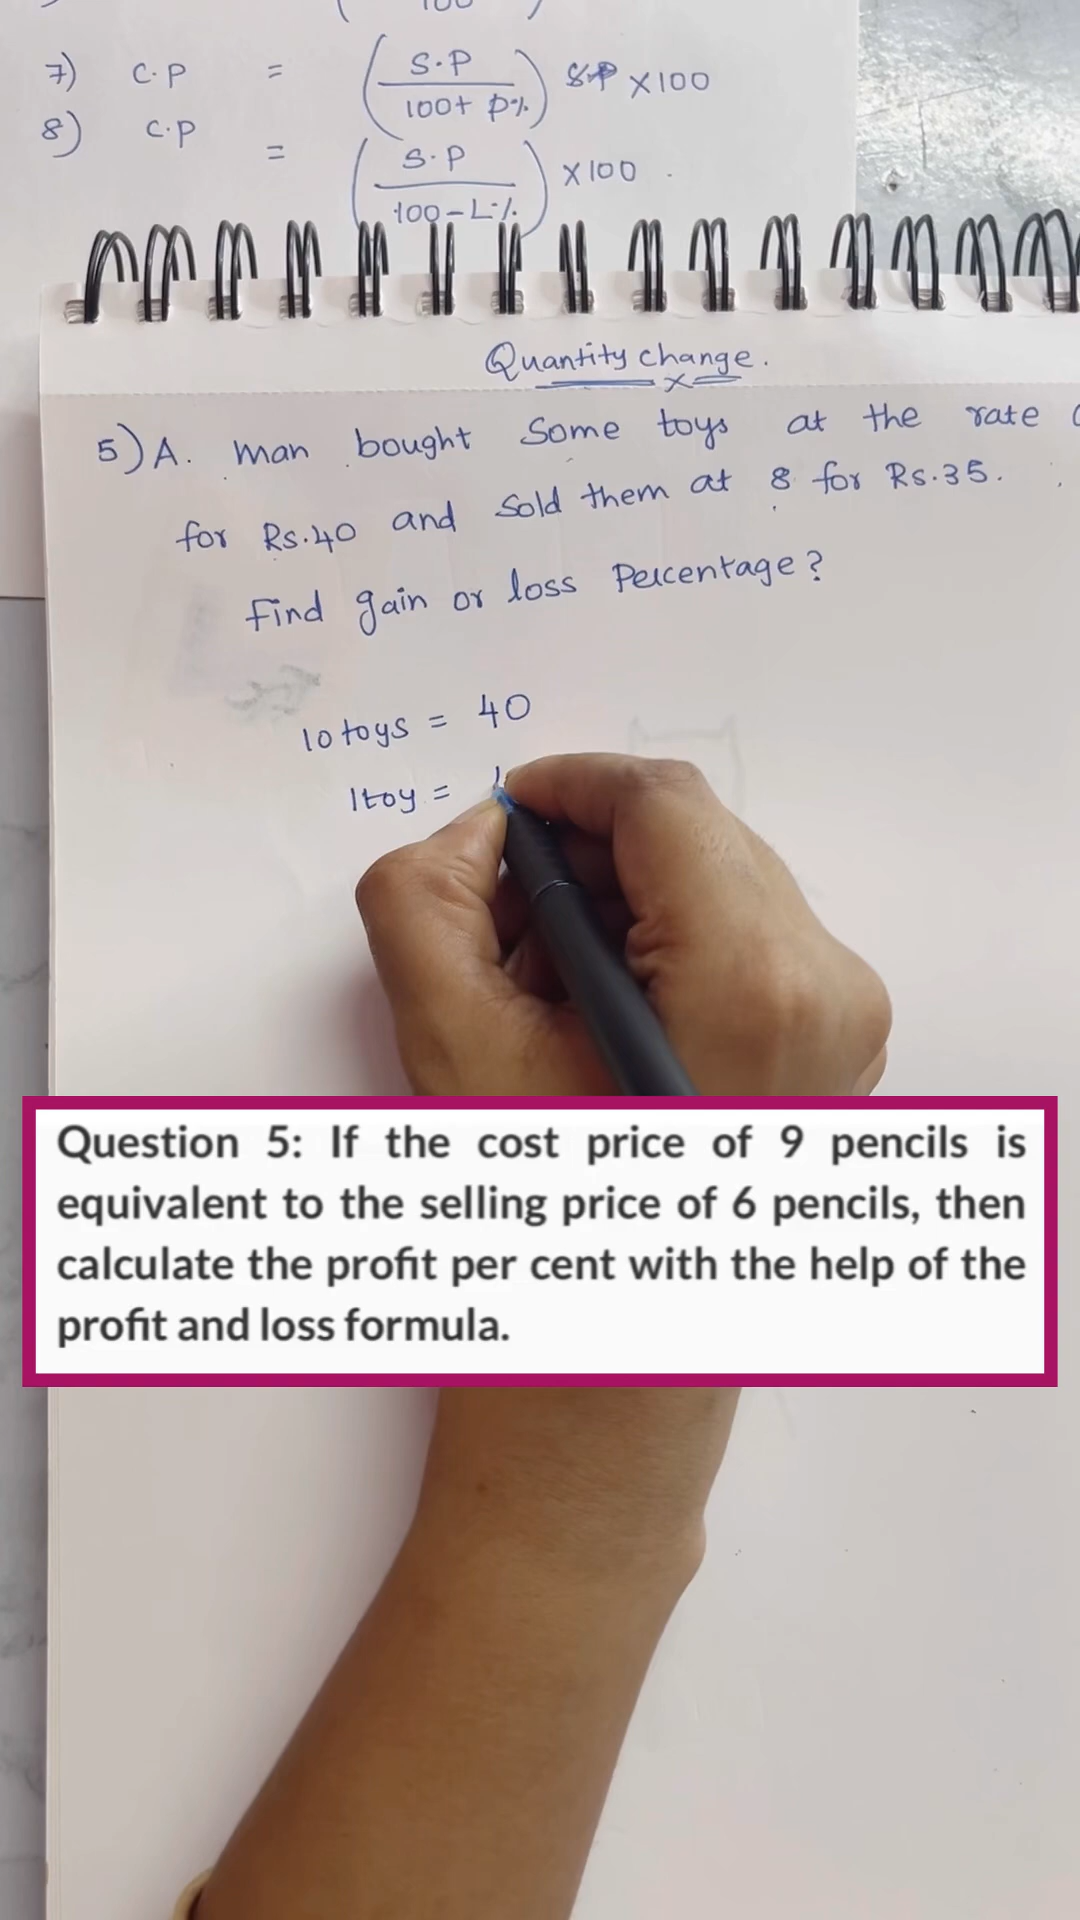 7) C.P = (S.P / 100+ P%) S.P X100
8) C.P = (S.P / 100-L%) X100
Quantity change.
5) A. man bought Some toys at the rate
for Rs.40 and Sold them at 8 for Rs.35.
Find gain or loss Percentage?
10 toys = 40
1 toy =
Question 5: If the cost price of 9 pencils is
equivalent to the selling price of 6 pencils, then
calculate the profit per cent with the help of the
profit and loss formula.